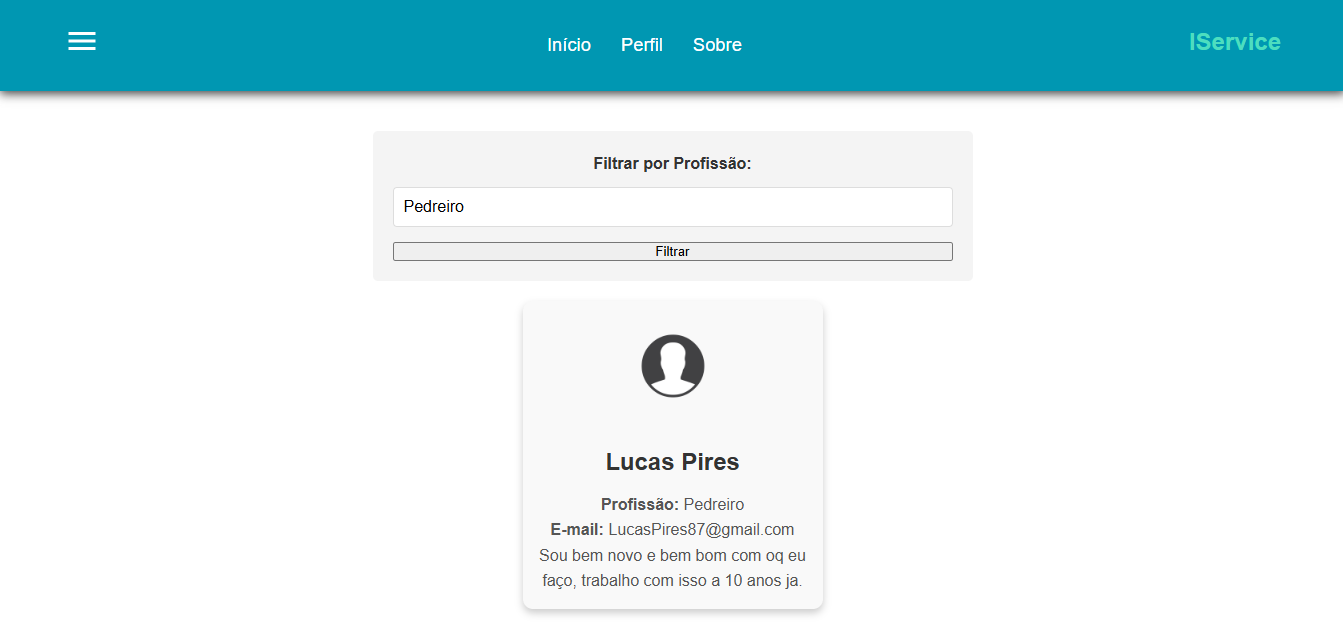 Início Perfil Sobre IService
Filtrar por Profissão:
Pedreiro
Filtrar
Lucas Pires
Profissão: Pedreiro
E-mail: LucasPires87@gmail.com
Sou bem novo e bem bom com oq eu
faço, trabalho com isso a 10 anos ja.